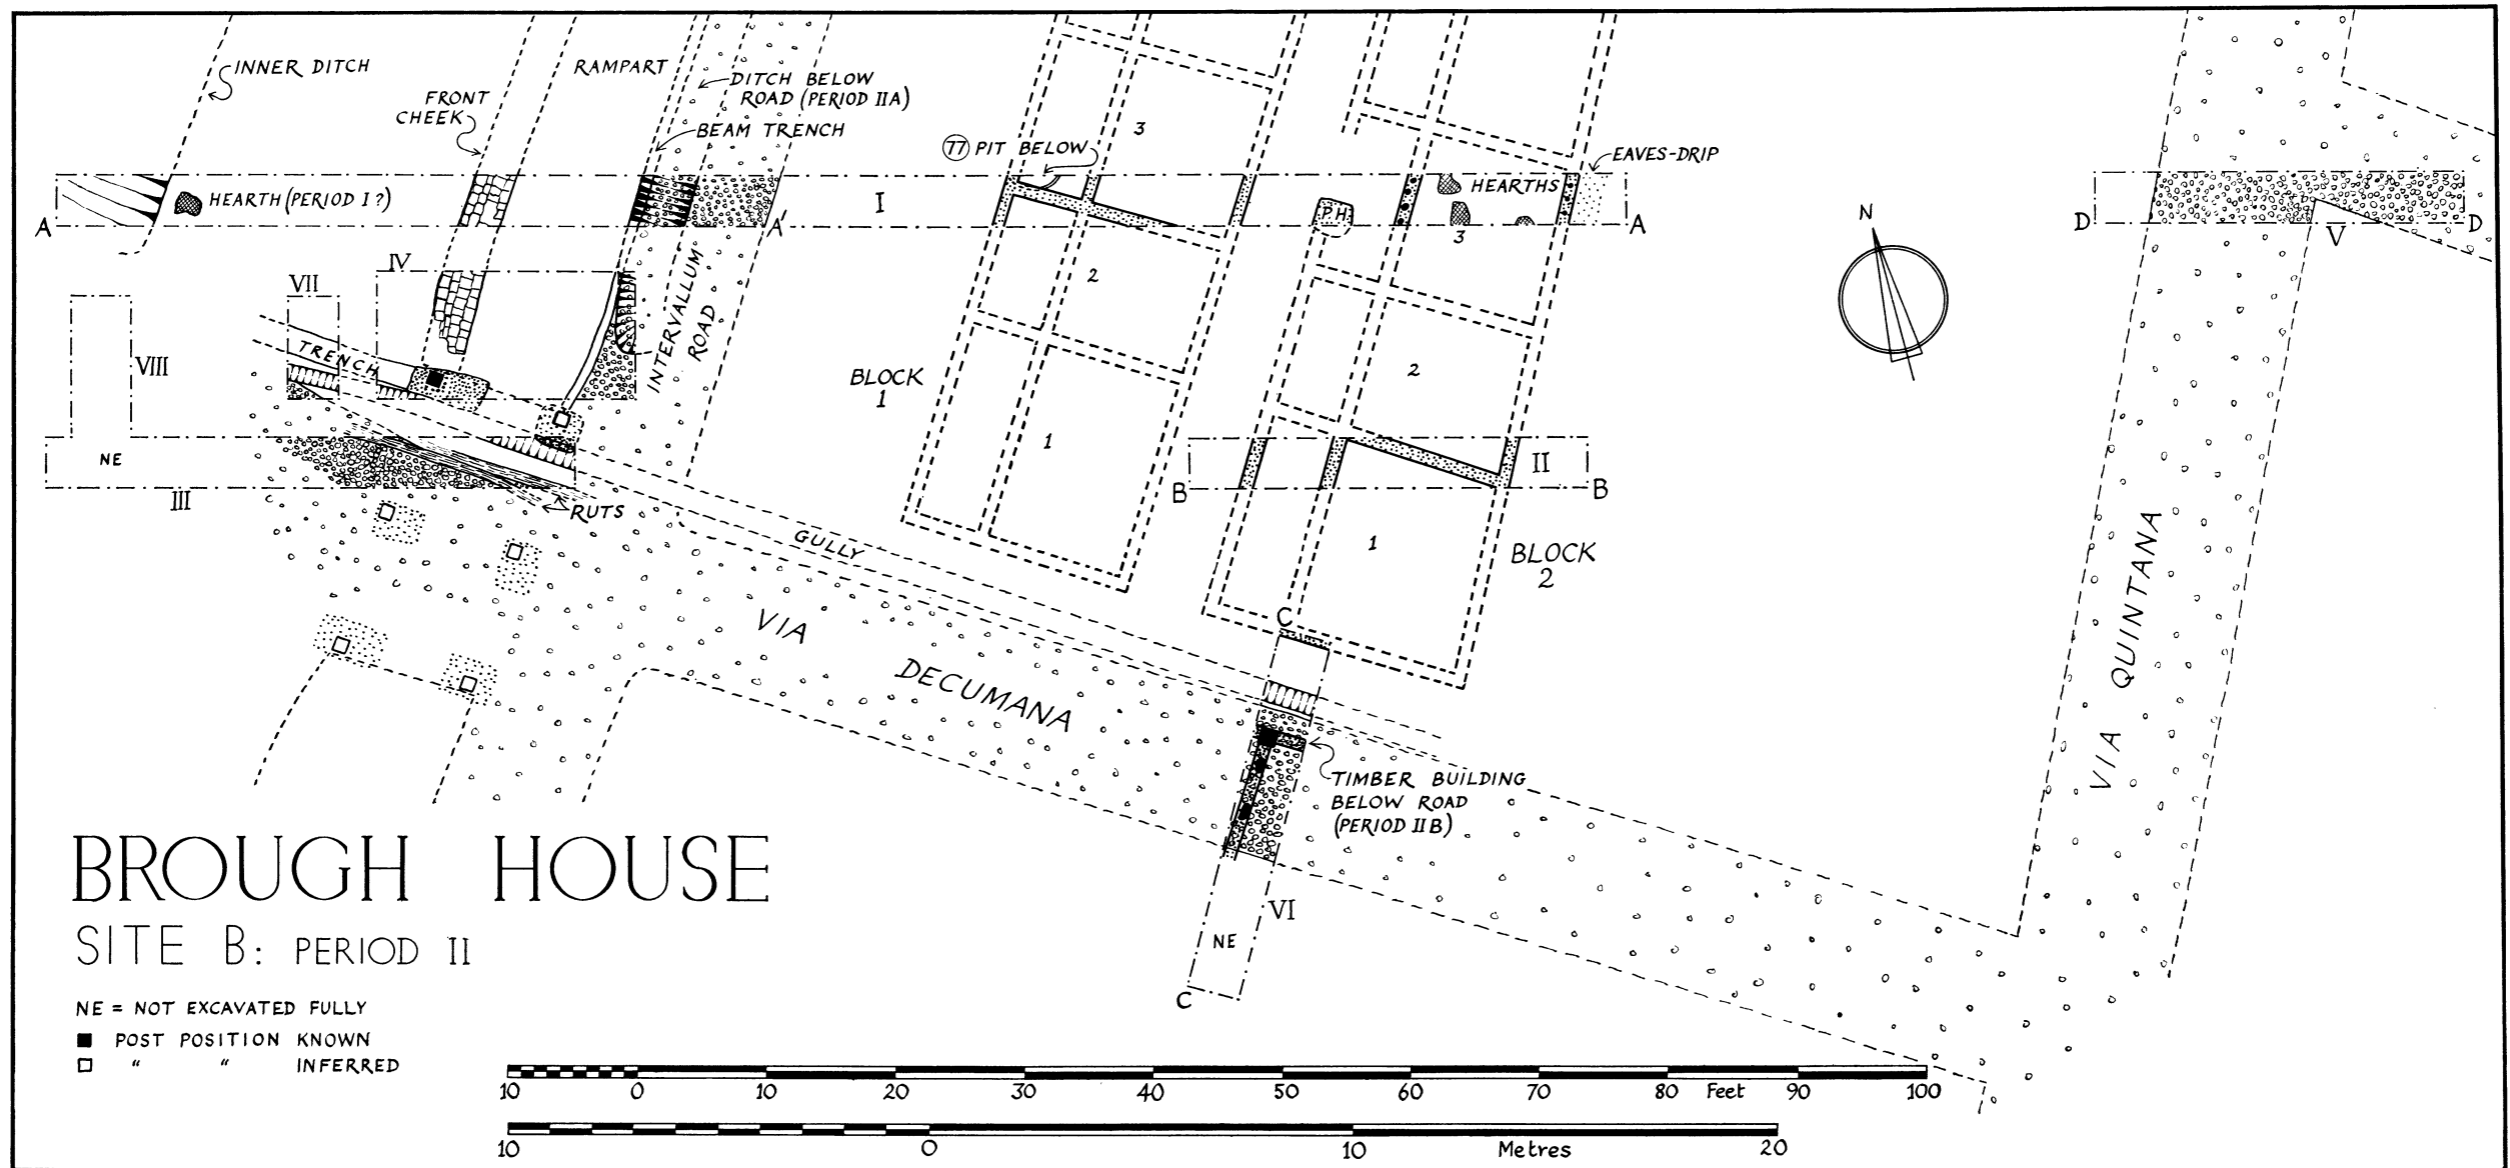 INNER DITCH
RAMPART
FRONT
CHEEK
DITCH BELOW
ROAD (PERIOD IIA)
BEAM TRENCH
77 PIT BELOW
3
EAVES-DRIP
HEARTH (PERIOD I?)
A
A
I
P.H.
HEARTHS
3
A
D
V
D
N
IV
VII
VIII
TRENCH
INTERVALLUM
ROAD
2
BLOCK
1
1
2
NE
III
RUTS
B
II
B
GULLY
1
BLOCK
2
VIA
DECUMANA
C
VIA QUINTANA
TIMBER BUILDING
BELOW ROAD
(PERIOD IIB)
VI
NE
C
BROUGH HOUSE
SITE B: PERIOD II
NE = NOT EXCAVATED FULLY
■ POST POSITION KNOWN
□ " " INFERRED
10 0 10 20 30 40 50 60 70 80 Feet 90 100
10 0 10 Metres 20